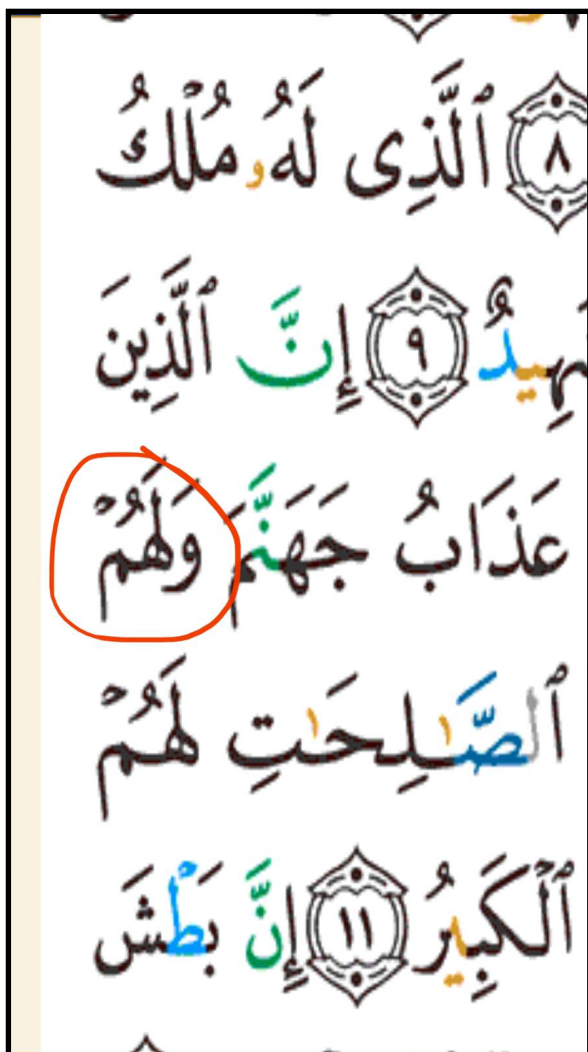 ٨ ٱلَّذِى لَهُۥ مُلْكُ
هِيدٌ ٩ إِنَّ ٱلَّذِينَ
عَذَابُ جَهَنَّمَ وَلَهُمْ
ٱلصَّٰلِحَٰتِ لَهُمْ
ٱلْكَبِيرُ ١١ إِنَّ بَطْشَ